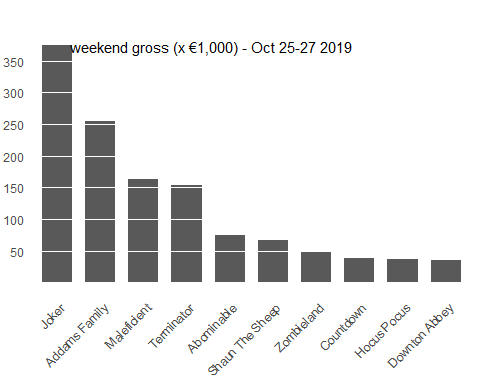 weekend gross (x €1,000) - Oct 25-27 2019
350
300
250
200
150
100
50
Joker
Addams Family
Maleficient
Terminator
Abominable
Shaun The Sheep
Zombieland
Countdown
Hocus Pocus
Downton Abbey